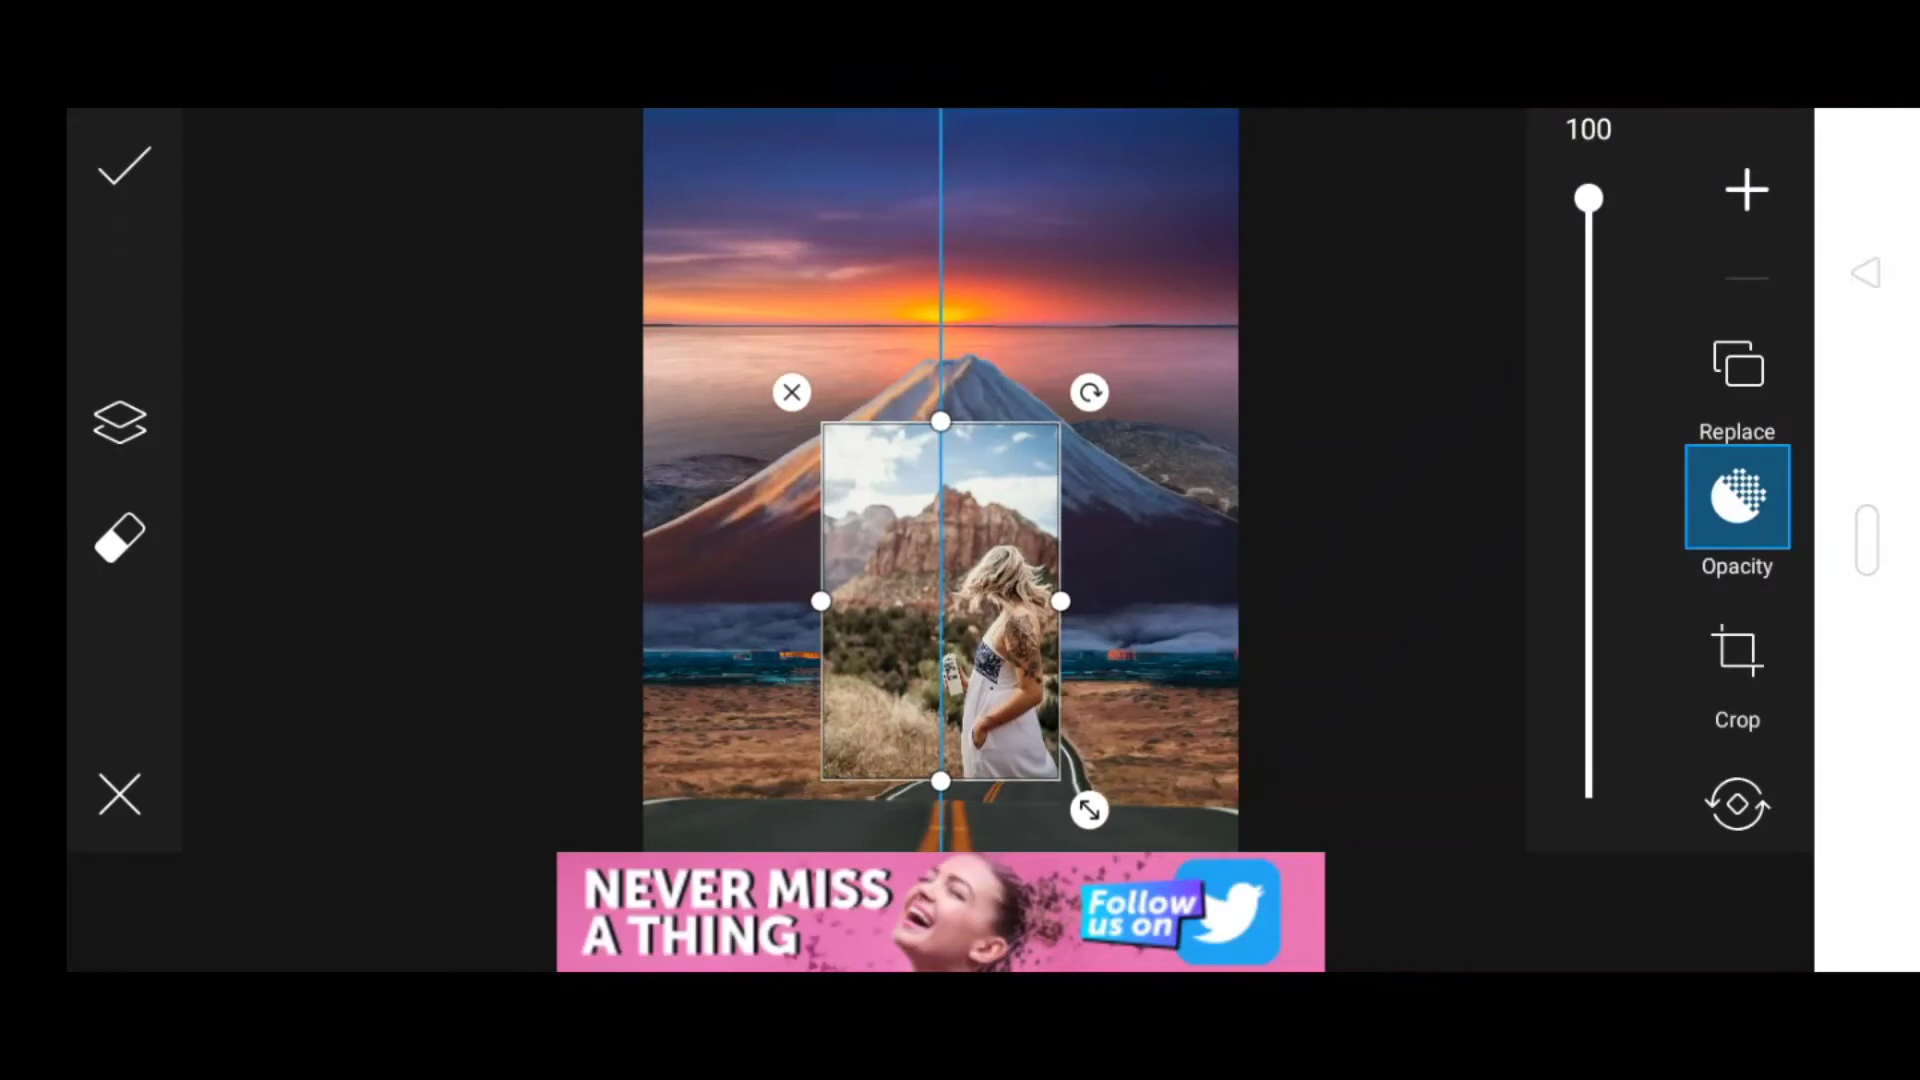 100
Replace
Opacity
Crop
NEVER MISS
A THING
Follow
us on